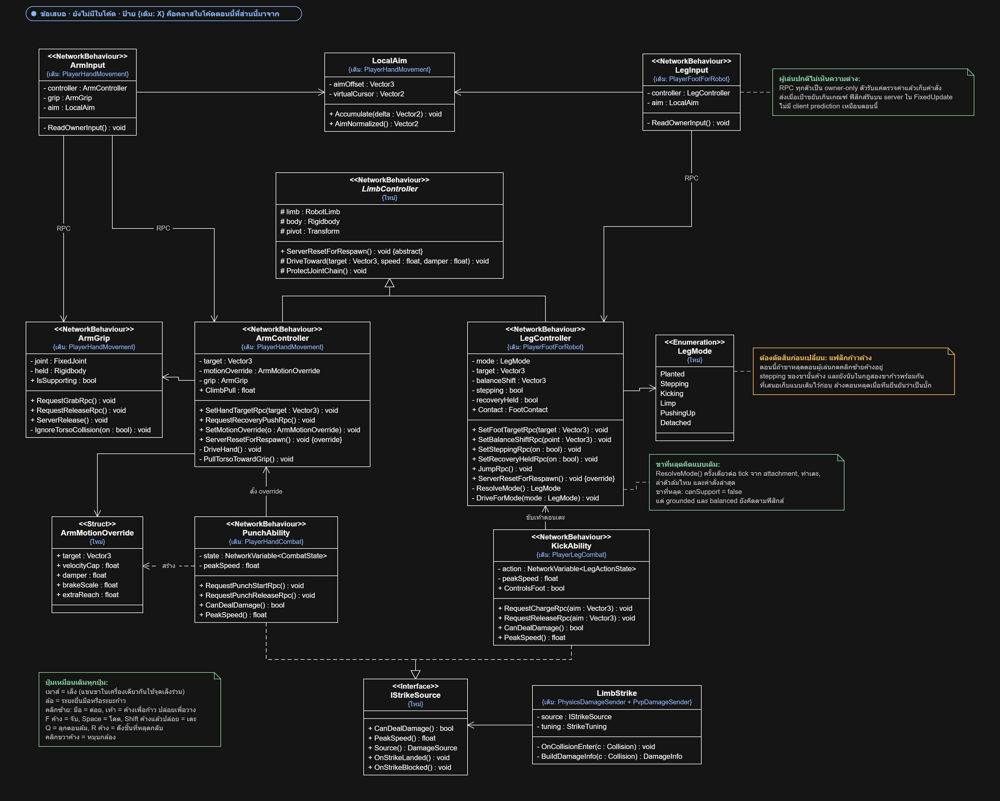 ข้อเสนอ · ยังไม่มีในโค้ด · ป้าย {เดิม: X} คือคลาสในโค้ดตอนนี้ที่ส่วนนี้มาจาก
<<NetworkBehaviour>>
ArmInput
{เดิม: PlayerHandMovement}
- controller : ArmController
- grip : ArmGrip
- aim : LocalAim
- ReadOwnerInput() : void
LocalAim
{เดิม: PlayerHandMovement}
- aimOffset : Vector3
- virtualCursor : Vector2
+ Accumulate(delta : Vector2) : void
+ AimNormalized() : Vector2
<<NetworkBehaviour>>
LegInput
{เดิม: PlayerFootForRobot}
- controller : LegController
- aim : LocalAim
- ReadOwnerInput() : void
ผู้เล่นปกติไม่เห็นความต่าง:
RPC ทุกตัวเป็น owner-only ตัวรับแค่ตรวจค่าแล้วเก็บคำสั่ง
ส่งเมื่อเป้าขยับเกินเกณฑ์ ฟิสิกส์รันบน server ใน FixedUpdate
ไม่มี client prediction เหมือนตอนนี้
<<NetworkBehaviour>>
LimbController
{ใหม่}
# limb : RobotLimb
# body : Rigidbody
# pivot : Transform
+ ServerResetForRespawn() : void {abstract}
# DriveToward(target : Vector3, speed : float, damper : float) : void
# ProtectJointChain() : void
RPC
RPC
RPC
<<NetworkBehaviour>>
ArmGrip
{เดิม: PlayerHandMovement}
- joint : FixedJoint
- held : Rigidbody
+ IsSupporting : bool
+ RequestGrabRpc() : void
+ RequestReleaseRpc() : void
+ ServerRelease() : void
- IgnoreTorsoCollision(on : bool) : void
<<NetworkBehaviour>>
ArmController
{เดิม: PlayerHandMovement}
- target : Vector3
- motionOverride : ArmMotionOverride
- grip : ArmGrip
+ ClimbPull : float
+ SetHandTargetRpc(target : Vector3) : void
+ RequestRecoveryPushRpc() : void
+ SetMotionOverride(o : ArmMotionOverride) : void
+ ServerResetForRespawn() : void {override}
- DriveHand() : void
- PullTorsoTowardGrip() : void
<<NetworkBehaviour>>
LegController
{เดิม: PlayerFootForRobot}
- mode : LegMode
- target : Vector3
- balanceShift : Vector3
- stepping : bool
- recoveryHeld : bool
+ Contact : FootContact
+ SetFootTargetRpc(target : Vector3) : void
+ SetBalanceShiftRpc(point : Vector3) : void
+ SetSteppingRpc(on : bool) : void
+ SetRecoveryHeldRpc(on : bool) : void
+ JumpRpc() : void
+ ServerResetForRespawn() : void {override}
- ResolveMode() : LegMode
- DriveForMode(mode : LegMode) : void
<<Enumeration>>
LegMode
{ใหม่}
Planted
Stepping
Kicking
Limp
PushingUp
Detached
ต้องตัดสินก่อนเปลี่ยน: แฟล็กก้าวค้าง
ตอนนี้ถ้าขาหลุดตอนผู้เล่นกดคลิกซ้ายค้างอยู่
stepping ของขานั้นค้าง และยังนับในกฎสองขาก้าวพร้อมกัน
ที่เสนอเก็บแบบเดิมไว้ก่อน ล้างตอนหลุดเมื่อทีมยืนยันว่าเป็นบั๊ก
ขาที่หลุดคิดแบบเดิม:
ResolveMode() ครั้งเดียวต่อ tick จาก attachment, ท่าเตะ,
ลำตัวล้มไหม และคำสั่งล่าสุด
ขาที่หลุด: canSupport = false
แต่ grounded และ balanced ยังคิดตามฟิสิกส์
ตั้ง override
ขับเท้าตอนเตะ
<<Struct>>
ArmMotionOverride
{ใหม่}
+ target : Vector3
+ velocityCap : float
+ damper : float
+ brakeScale : float
+ extraReach : float
สร้าง
<<NetworkBehaviour>>
PunchAbility
{เดิม: PlayerHandCombat}
- state : NetworkVariable<CombatState>
- peakSpeed : float
+ RequestPunchStartRpc() : void
+ RequestPunchReleaseRpc() : void
+ CanDealDamage() : bool
+ PeakSpeed() : float
<<NetworkBehaviour>>
KickAbility
{เดิม: PlayerLegCombat}
- action : NetworkVariable<LegActionState>
- peakSpeed : float
+ ControlsFoot : bool
+ RequestChargeRpc(aim : Vector3) : void
+ RequestReleaseRpc(aim : Vector3) : void
+ CanDealDamage() : bool
+ PeakSpeed() : float
ปุ่มเหมือนเดิมทุกปุ่ม:
เมาส์ = เล็ง (แขนขาในเครื่องเดียวกันใช้จุดเล็งร่วม)
ล้อ = ระยะยื่นมือหรือระยะก้าว
คลิกซ้าย: มือ = ต่อย, เท้า = ค้างเพื่อก้าว ปล่อยเพื่อวาง
F ค้าง = จับ, Space = โดด, Shift ค้างแล้วปล่อย = เตะ
Q = ลุกตอนล้ม, R ค้าง = ดึงชิ้นที่หลุดกลับ
คลิกขวาค้าง = หมุนกล้อง
<<Interface>>
IStrikeSource
{ใหม่}
+ CanDealDamage() : bool
+ PeakSpeed() : float
+ Source() : DamageSource
+ OnStrikeLanded() : void
+ OnStrikeBlocked() : void
LimbStrike
{เดิม: PhysicsDamageSender + PvpDamageSender}
- source : IStrikeSource
- tuning : StrikeTuning
- OnCollisionEnter(c : Collision) : void
- BuildDamageInfo(c : Collision) : DamageInfo